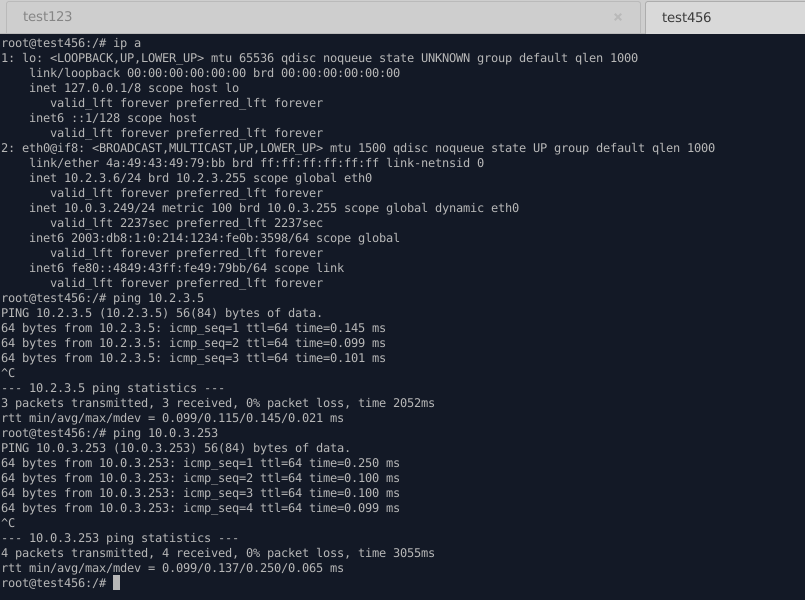 test123
test456
root@test456:/# ip a
1: lo: <LOOPBACK,UP,LOWER_UP> mtu 65536 qdisc noqueue state UNKNOWN group default qlen 1000
    link/loopback 00:00:00:00:00:00 brd 00:00:00:00:00:00
    inet 127.0.0.1/8 scope host lo
       valid_lft forever preferred_lft forever
    inet6 ::1/128 scope host
       valid_lft forever preferred_lft forever
2: eth0@if8: <BROADCAST,MULTICAST,UP,LOWER_UP> mtu 1500 qdisc noqueue state UP group default qlen 1000
    link/ether 4a:49:43:49:79:bb brd ff:ff:ff:ff:ff:ff link-netnsid 0
    inet 10.2.3.6/24 brd 10.2.3.255 scope global eth0
       valid_lft forever preferred_lft forever
    inet 10.0.3.249/24 metric 100 brd 10.0.3.255 scope global dynamic eth0
       valid_lft 2237sec preferred_lft 2237sec
    inet6 2003:db8:1:0:214:1234:fe0b:3598/64 scope global
       valid_lft forever preferred_lft forever
    inet6 fe80::4849:43ff:fe49:79bb/64 scope link
       valid_lft forever preferred_lft forever
root@test456:/# ping 10.2.3.5
PING 10.2.3.5 (10.2.3.5) 56(84) bytes of data.
64 bytes from 10.2.3.5: icmp_seq=1 ttl=64 time=0.145 ms
64 bytes from 10.2.3.5: icmp_seq=2 ttl=64 time=0.099 ms
64 bytes from 10.2.3.5: icmp_seq=3 ttl=64 time=0.101 ms
^C
--- 10.2.3.5 ping statistics ---
3 packets transmitted, 3 received, 0% packet loss, time 2052ms
rtt min/avg/max/mdev = 0.099/0.115/0.145/0.021 ms
root@test456:/# ping 10.0.3.253
PING 10.0.3.253 (10.0.3.253) 56(84) bytes of data.
64 bytes from 10.0.3.253: icmp_seq=1 ttl=64 time=0.250 ms
64 bytes from 10.0.3.253: icmp_seq=2 ttl=64 time=0.100 ms
64 bytes from 10.0.3.253: icmp_seq=3 ttl=64 time=0.100 ms
64 bytes from 10.0.3.253: icmp_seq=4 ttl=64 time=0.099 ms
^C
--- 10.0.3.253 ping statistics ---
4 packets transmitted, 4 received, 0% packet loss, time 3055ms
rtt min/avg/max/mdev = 0.099/0.137/0.250/0.065 ms
root@test456:/#